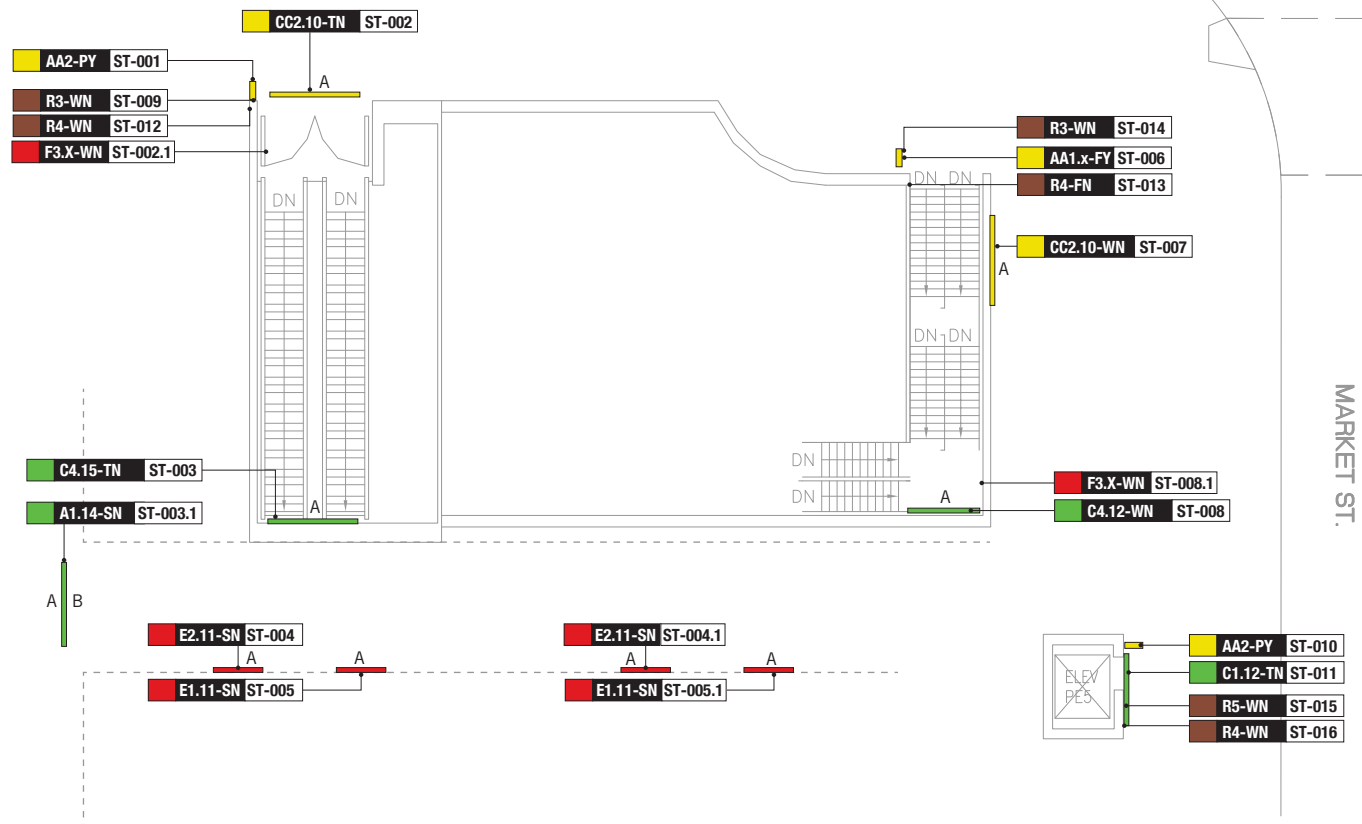 CC2.10-TN ST-002
AA2-PY ST-001
A
R3-WN ST-009
R4-WN ST-012
F3.X-WN ST-002.1
R3-WN ST-014
AA1.x-FY ST-006
R4-FN ST-013
DN DN
DN DN
CC2.10-WN ST-007
A
DN DN
MARKET ST.
DN
C4.15-TN ST-003
DN
A
A
F3.X-WN ST-008.1
A1.14-SN ST-003.1
C4.12-WN ST-008
A B
E2.11-SN ST-004
E2.11-SN ST-004.1
A A
A A
E1.11-SN ST-005
E1.11-SN ST-005.1
AA2-PY ST-010
C1.12-TN ST-011
ELEV
PE5
R5-WN ST-015
R4-WN ST-016